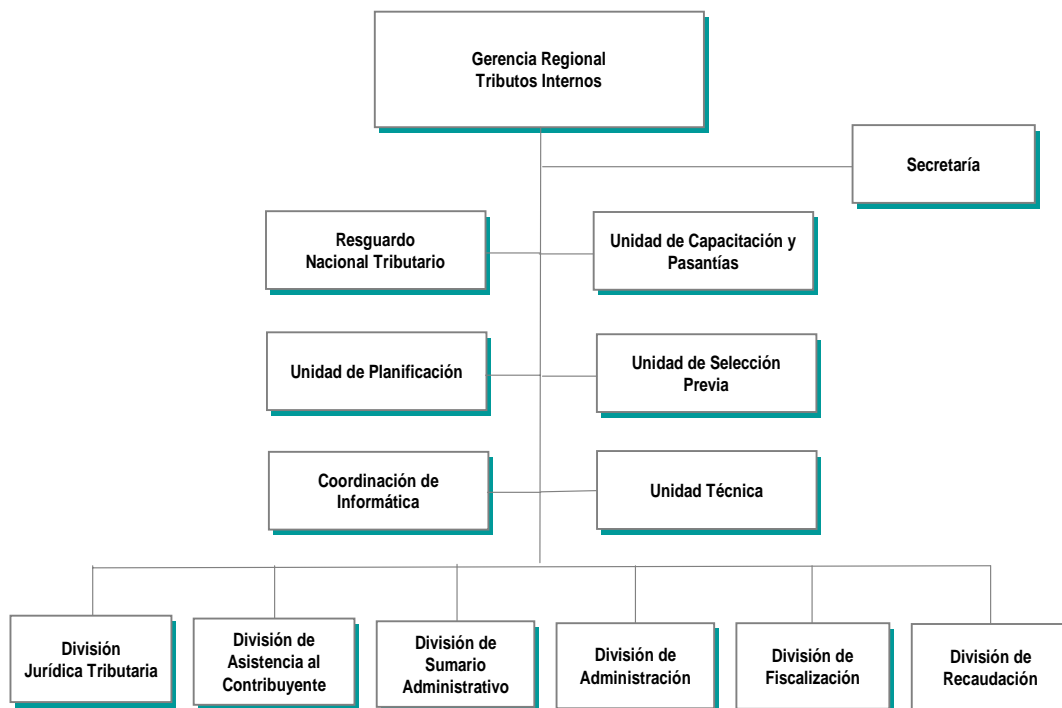 Gerencia Regional
Tributos Internos
Secretaría
Resguardo
Nacional Tributario
Unidad de Capacitación y
Pasantías
Unidad de Planificación
Unidad de Selección
Previa
Coordinación de
Informática
Unidad Técnica
División
Jurídica Tributaria
División de
Asistencia al
Contribuyente
División de
Sumario
Administrativo
División de
Administración
División de
Fiscalización
División de
Recaudación